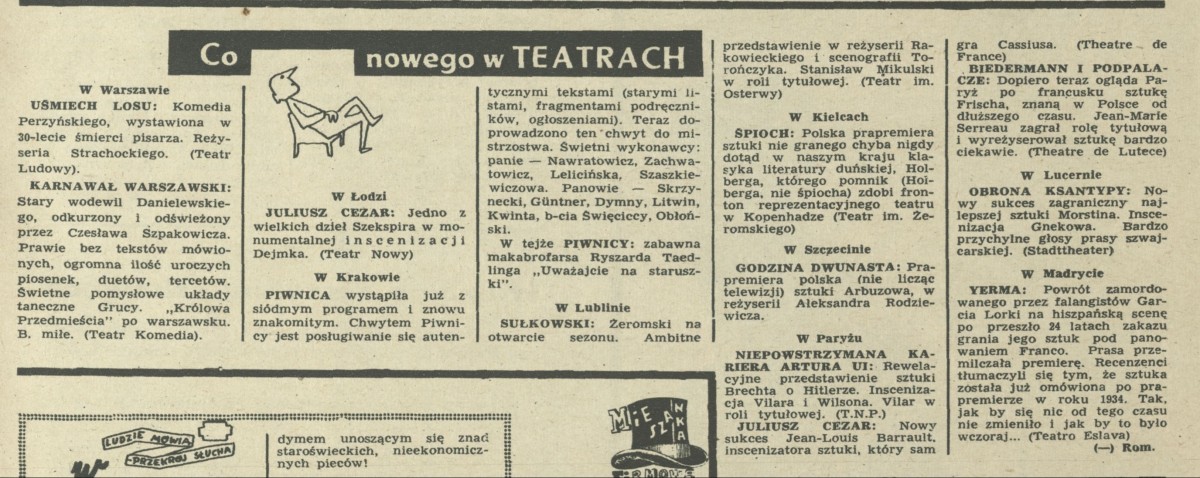 Co nowego w TEATRACH
W Warszawie
UŚMIECH LOSU: Komedia
Perzyńskiego, wystawiona w
30-lecie śmierci pisarza. Reży-
seria Strachockiego. (Teatr
Ludowy).
KARNAWAŁ WARSZAWSKI:
Stary wodewil Danielewskie-
go, odkurzony i odświeżony
przez Czesława Szpakowicza.
Prawie bez tekstów mówio-
nych, ogromna ilość uroczych
piosenek, duetów, tercetów.
Świetne pomysłowe układy
taneczne Grucy. „Królowa
Przedmieścia" po warszawsku.
B. miłe. (Teatr Komedia).
W Łodzi
JULIUSZ CEZAR: Jedno z
wielkich dzieł Szekspira w mo-
numentalnej inscenizacji
Dejmka. (Teatr Nowy)
W Krakowie
PIWNICA wystąpiła już z
siódmym programem i znowu
znakomitym. Chwytem Piwni-
cy jest posługiwanie się auten-
tycznymi tekstami (starymi li-
stami, fragmentami podręczni-
ków, ogłoszeniami). Teraz do-
prowadzono ten chwyt do mi-
strzostwa. Świetni wykonawcy:
panie — Nawratowicz, Zachwa-
towicz, Lelicińska, Szaszkie-
wiczowa. Panowie — Skrzy-
necki, Güntner, Dymny, Litwin,
Kwinta, b-cia Święciccy, Obłoń-
ski.
W tejże PIWNICY: zabawna
makabrofarsa Ryszarda Taed-
linga „Uważajcie na starusz-
ki".
W Lublinie
SUŁKOWSKI: Żeromski na
otwarcie sezonu. Ambitne
przedstawienie w reżyserii Ra-
kowieckiego i scenografii To-
rończyka. Stanisław Mikulski
w roli tytułowej. (Teatr im.
Osterwy)
W Kielcach
ŚPIOCH: Polska prapremiera
sztuki nie granego chyba nigdy
dotąd w naszym kraju kla-
syka literatury duńskiej, Hol-
berga, którego pomnik (Hol-
berga, nie śpiocha) zdobi fron-
ton reprezentacyjnego teatru
w Kopenhadze (Teatr im. Że-
romskiego)
W Szczecinie
GODZINA DWUNASTA: Pra-
premiera polska (nie licząc
telewizji) sztuki Arbuzowa, w
reżyserii Aleksandra Rodzie-
wicza.
W Paryżu
NIEPOWSTRZYMANA KA-
RIERA ARTURA UI: Rewela-
cyjne przedstawienie sztuki
Brechta o Hitlerze. Insceniza-
cja Vilara i Wilsona. Vilar w
roli tytułowej. (T.N.P.)
JULIUSZ CEZAR: Nowy
sukces Jean-Louis Barrault,
inscenizatora sztuki, który sam
gra Cassiusa. (Theatre de
France)
BIEDERMANN I PODPALA-
CZE: Dopiero teraz ogląda Pa-
ryż po francusku sztukę
Frischa, znaną w Polsce od
dłuższego czasu. Jean-Marie
Serreau zagrał rolę tytułową
i wyreżyserował sztukę bardzo
ciekawie. (Theatre de Lutece)
W Lucernie
OBRONA KSANTYPY: No-
wy sukces zagraniczny naj-
lepszej sztuki Morstina. Insce-
nizacja Gnekowa. Bardzo
przychylne głosy prasy szwaj-
carskiej. (Stadttheater)
W Madrycie
YERMA: Powrót zamordo-
wanego przez falangistów Gar-
cia Lorki na hiszpańską scenę
po przeszło 24 latach zakazu
grania jego sztuk pod pano-
waniem Franco. Prasa prze-
milczała premierę. Recenzenci
tłumaczyli się tym, że sztuka
została już omówiona po pra-
premierze w roku 1934. Tak,
jak by się nic od tego czasu
nie zmieniło i jak by to było
wczoraj... (Teatro Eslava)
(—) Rom.
LUDZIE MÓWIĄ
-PRZEKRÓJ SŁUCHA
W
dymem unoszącym się znad
staroświeckich, nieekonomicz-
nych pieców!
MIESZANKA
FIRMOWA